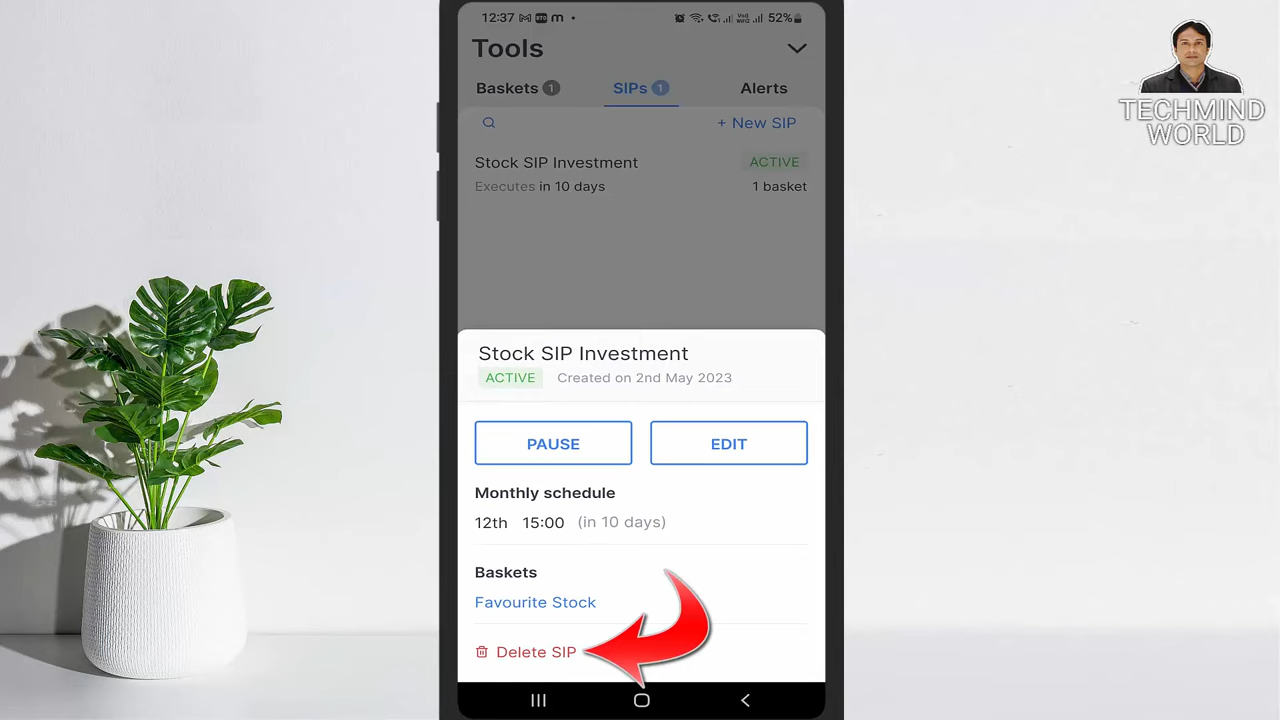 12:37
52%
Tools
Baskets 1
SIPs 1
Alerts
+ New SIP
Stock SIP Investment
ACTIVE
Executes in 10 days
1 basket
Stock SIP Investment
ACTIVE
Created on 2nd May 2023
PAUSE
EDIT
Monthly schedule
12th 15:00 (in 10 days)
Baskets
Favourite Stock
Delete SIP
TECHMIND
WORLD